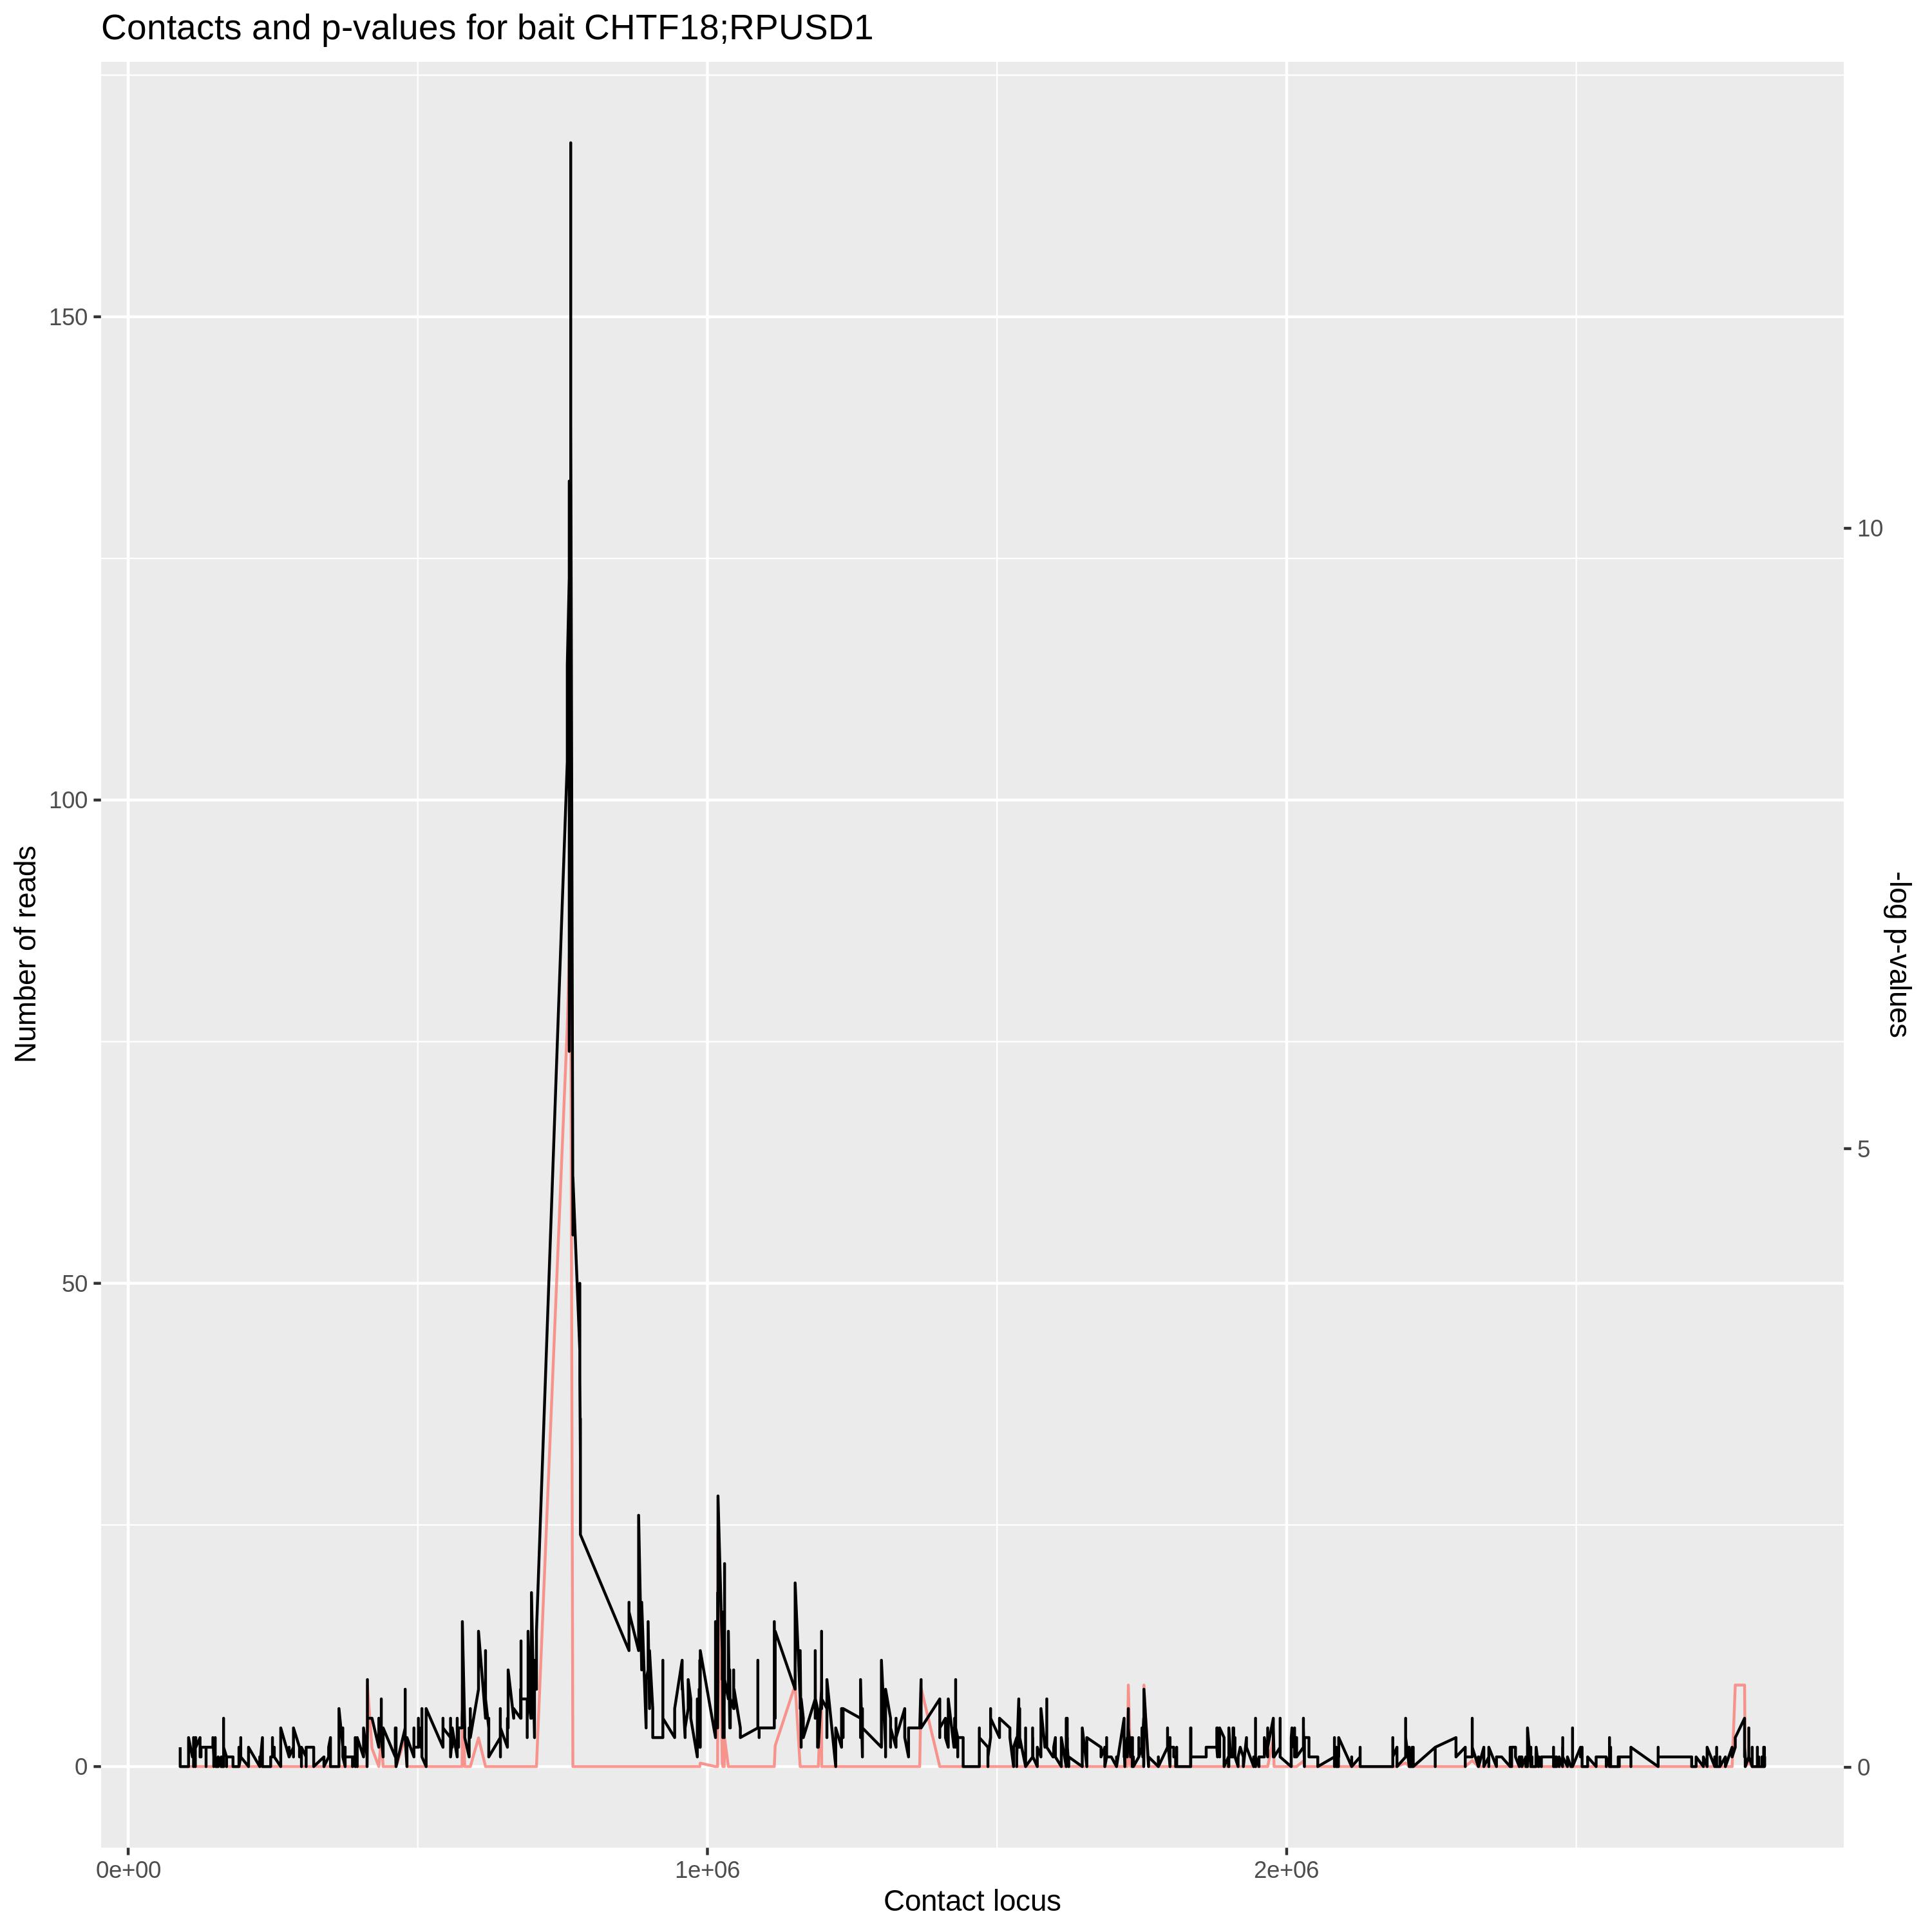 Contacts and p-values for bait CHTF18;RPUSD1
150
100
50
0
Number of reads
10
5
0
-log p-values
0e+00
1e+06
2e+06
Contact locus